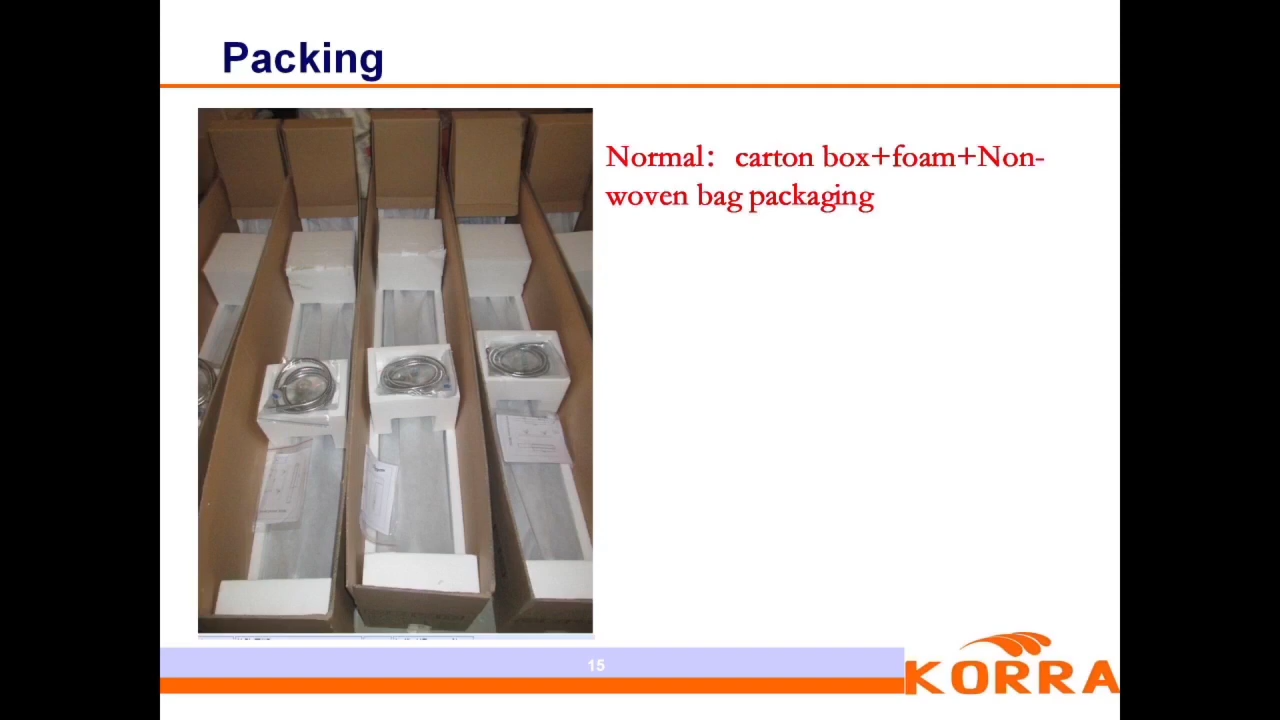 Packing
Normal：carton box+foam+Non-
woven bag packaging
15
KORRA